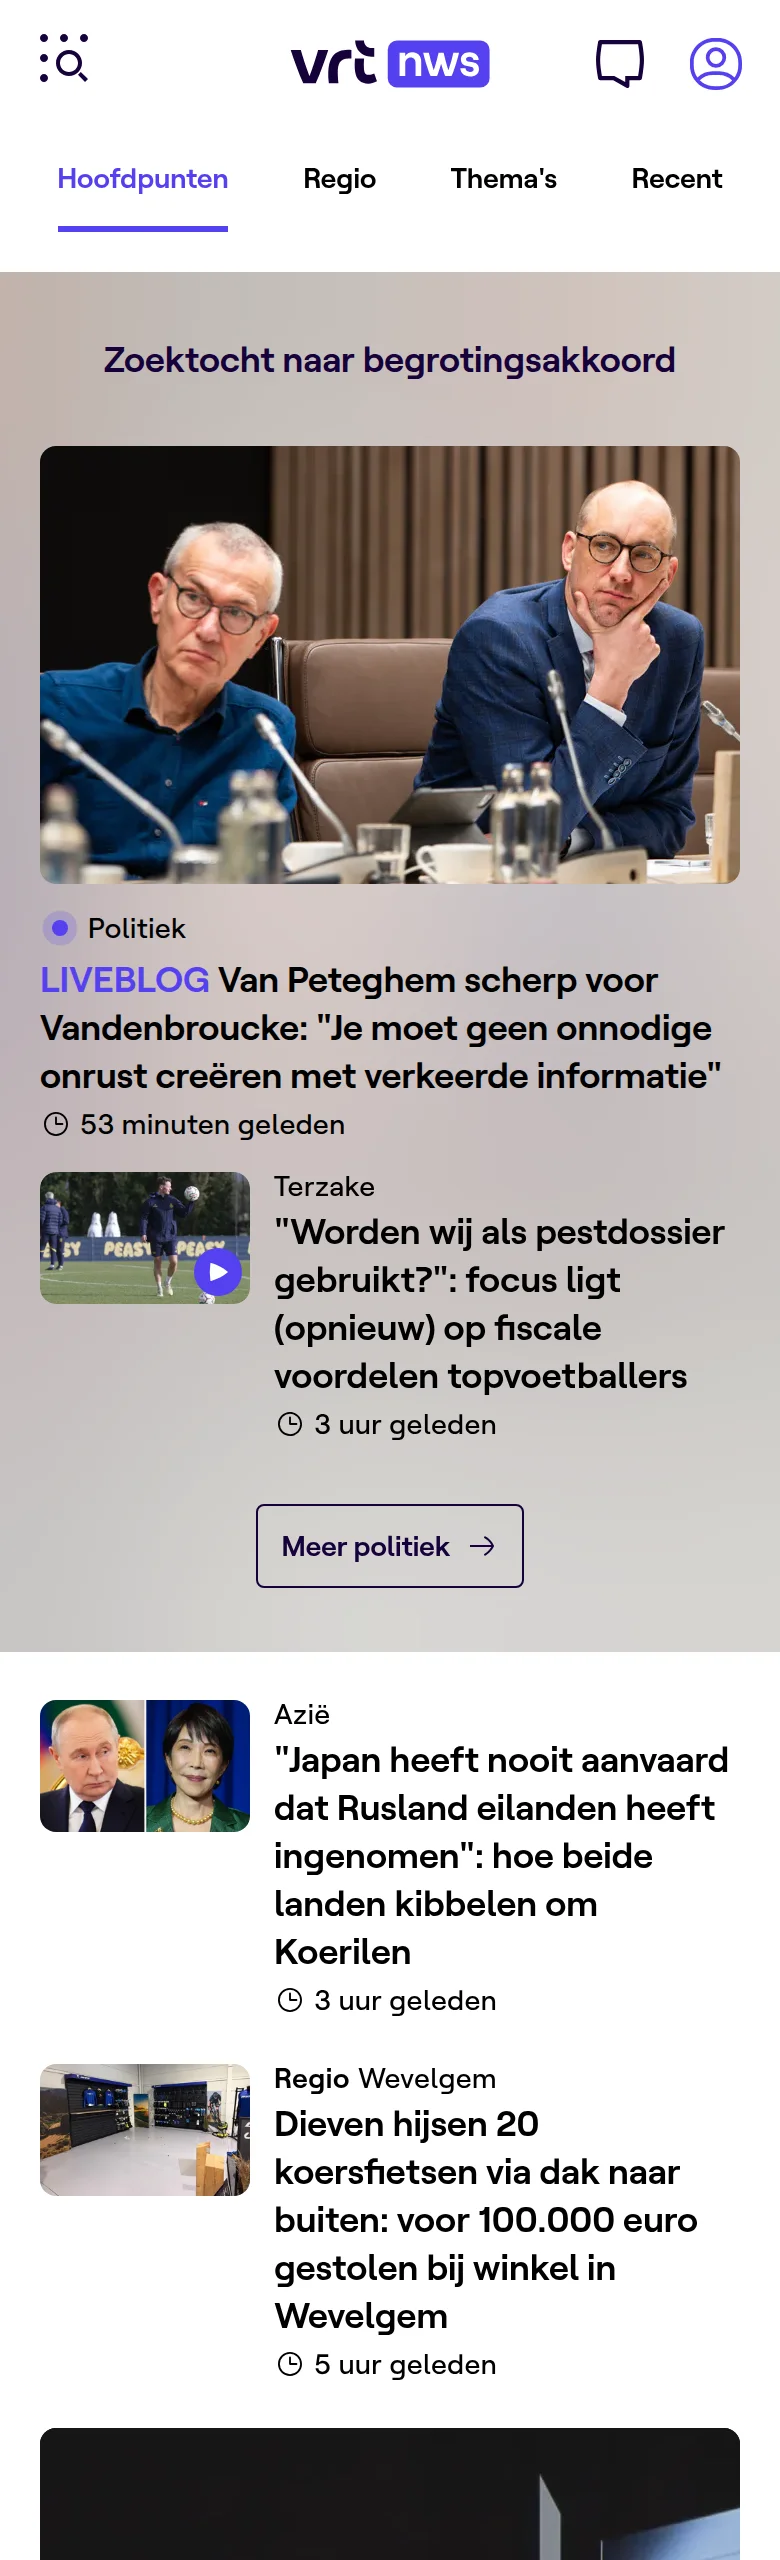 vrt nws
Hoofdpunten
Regio
Thema's
Recent
Zoektocht naar begrotingsakkoord
Politiek
LIVEBLOG Van Peteghem scherp voor
Vandenbroucke: "Je moet geen onnodige
onrust creëren met verkeerde informatie"
53 minuten geleden
PEASY
PEASY
Terzake
"Worden wij als pestdossier
gebruikt?": focus ligt
(opnieuw) op fiscale
voordelen topvoetballers
3 uur geleden
Meer politiek
Azië
"Japan heeft nooit aanvaard
dat Rusland eilanden heeft
ingenomen": hoe beide
landen kibbelen om
Koerilen
3 uur geleden
Regio Wevelgem
Dieven hijsen 20
koersfietsen via dak naar
buiten: voor 100.000 euro
gestolen bij winkel in
Wevelgem
5 uur geleden